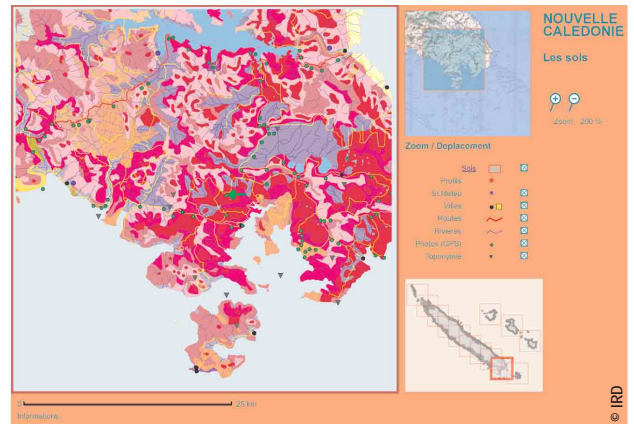 NOUVELLE
CALEDONIE
Les sols
Zoom 200 %
Zoom / Deplacement
Sols
Profils
St.Meteo
Villes
Routes
Rivieres
Photos (GPS)
Toponymie
0 25 km
Informations
© IRD